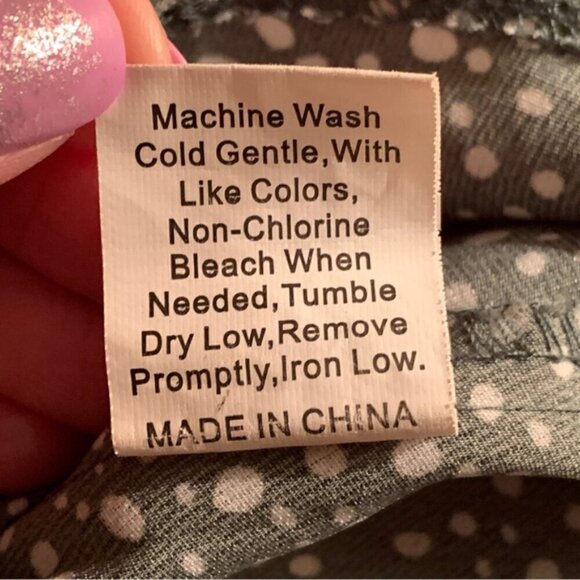 Machine Wash
Cold Gentle,With
Like Colors,
Non-Chlorine
Bleach When
Needed,Tumble
Dry Low,Remove
Promptly,Iron Low.
MADE IN CHINA